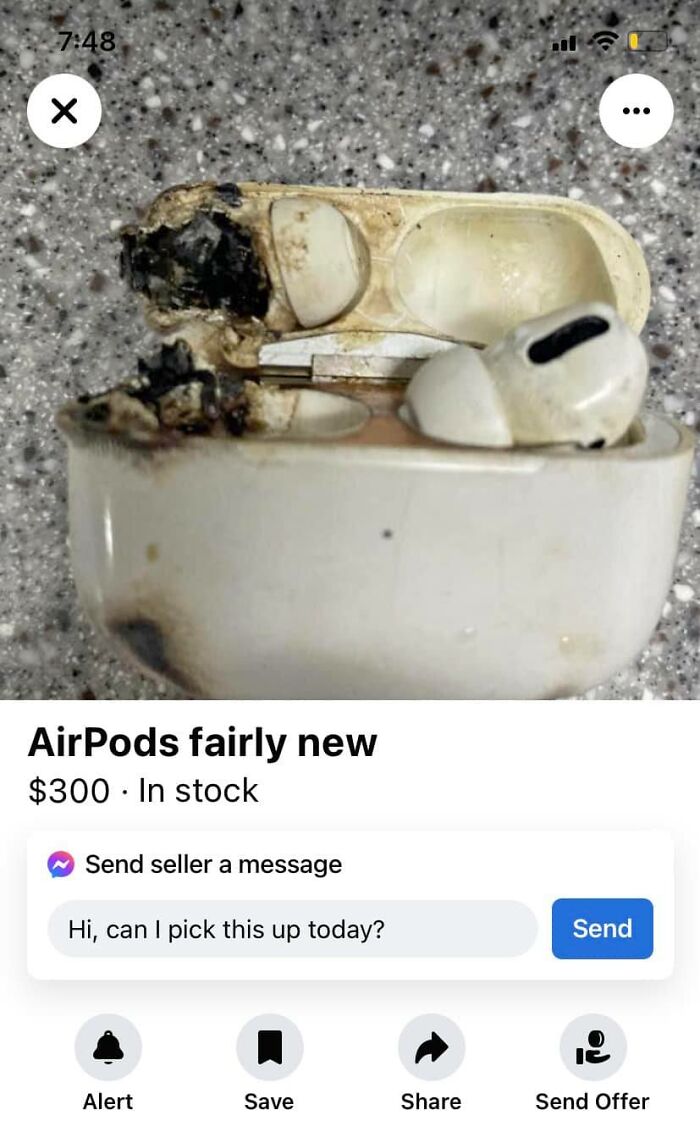 7:48
AirPods fairly new
$300 · In stock
Send seller a message
Hi, can I pick this up today?
Send
Alert
Save
Share
Send Offer